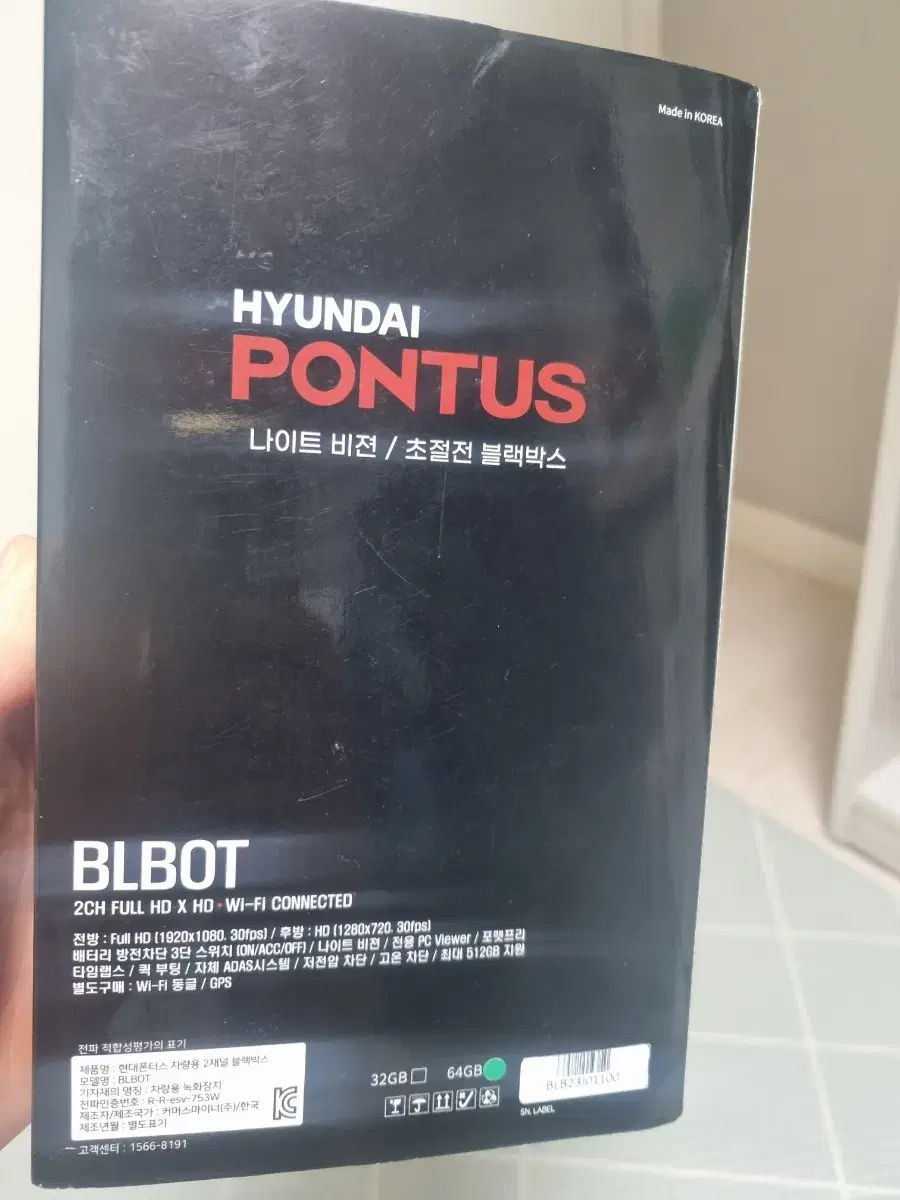 Made in KOREA
HYUNDAI
PONTUS
나이트 비젼 / 초절전 블랙박스
BLBOT
2CH FULL HD X HD · Wi-Fi CONNECTED
전방 : Full HD (1920x1080. 30fps) / 후방 : HD (1280x720. 30fps)
배터리 방전차단 3단 스위치 (ON/ACC/OFF) / 나이트 비젼 / 전용 PC Viewer / 포맷프리
타임랩스 / 퀵 부팅 / 자체 ADAS시스템 / 저전압 차단 / 고온 차단 / 최대 512GB 지원
별도구매 : Wi-Fi 동글 / GPS
전파 적합성평가의 표기
제품명 : 현대폰터스 차량용 2채널 블랙박스
모델명 : BLBOT
기자재의 명칭 : 차량용 녹화장치
전파인증번호 : R-R-esv-753W
제조자/제조국가 : 커머스마이너(주)/한국
제조년월 : 별도표기
고객센터 : 1566-8191
32GB
64GB
BLB23I01100
SN. LABEL